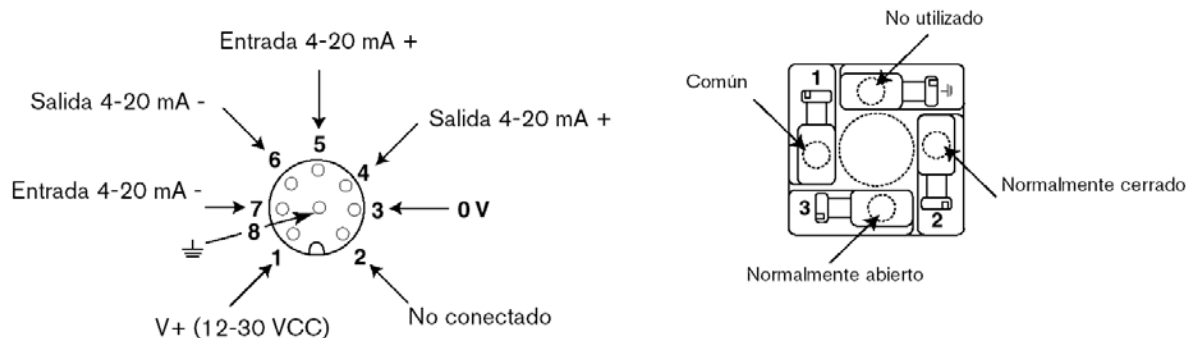 Entrada 4-20 mA +
Salida 4-20 mA -
Salida 4-20 mA +
5
6
4
Entrada 4-20 mA -
7
3
0 V
8
1
2
V+ (12-30 VCC)
No conectado
No utilizado
Común
1
Normalmente cerrado
3
2
Normalmente abierto